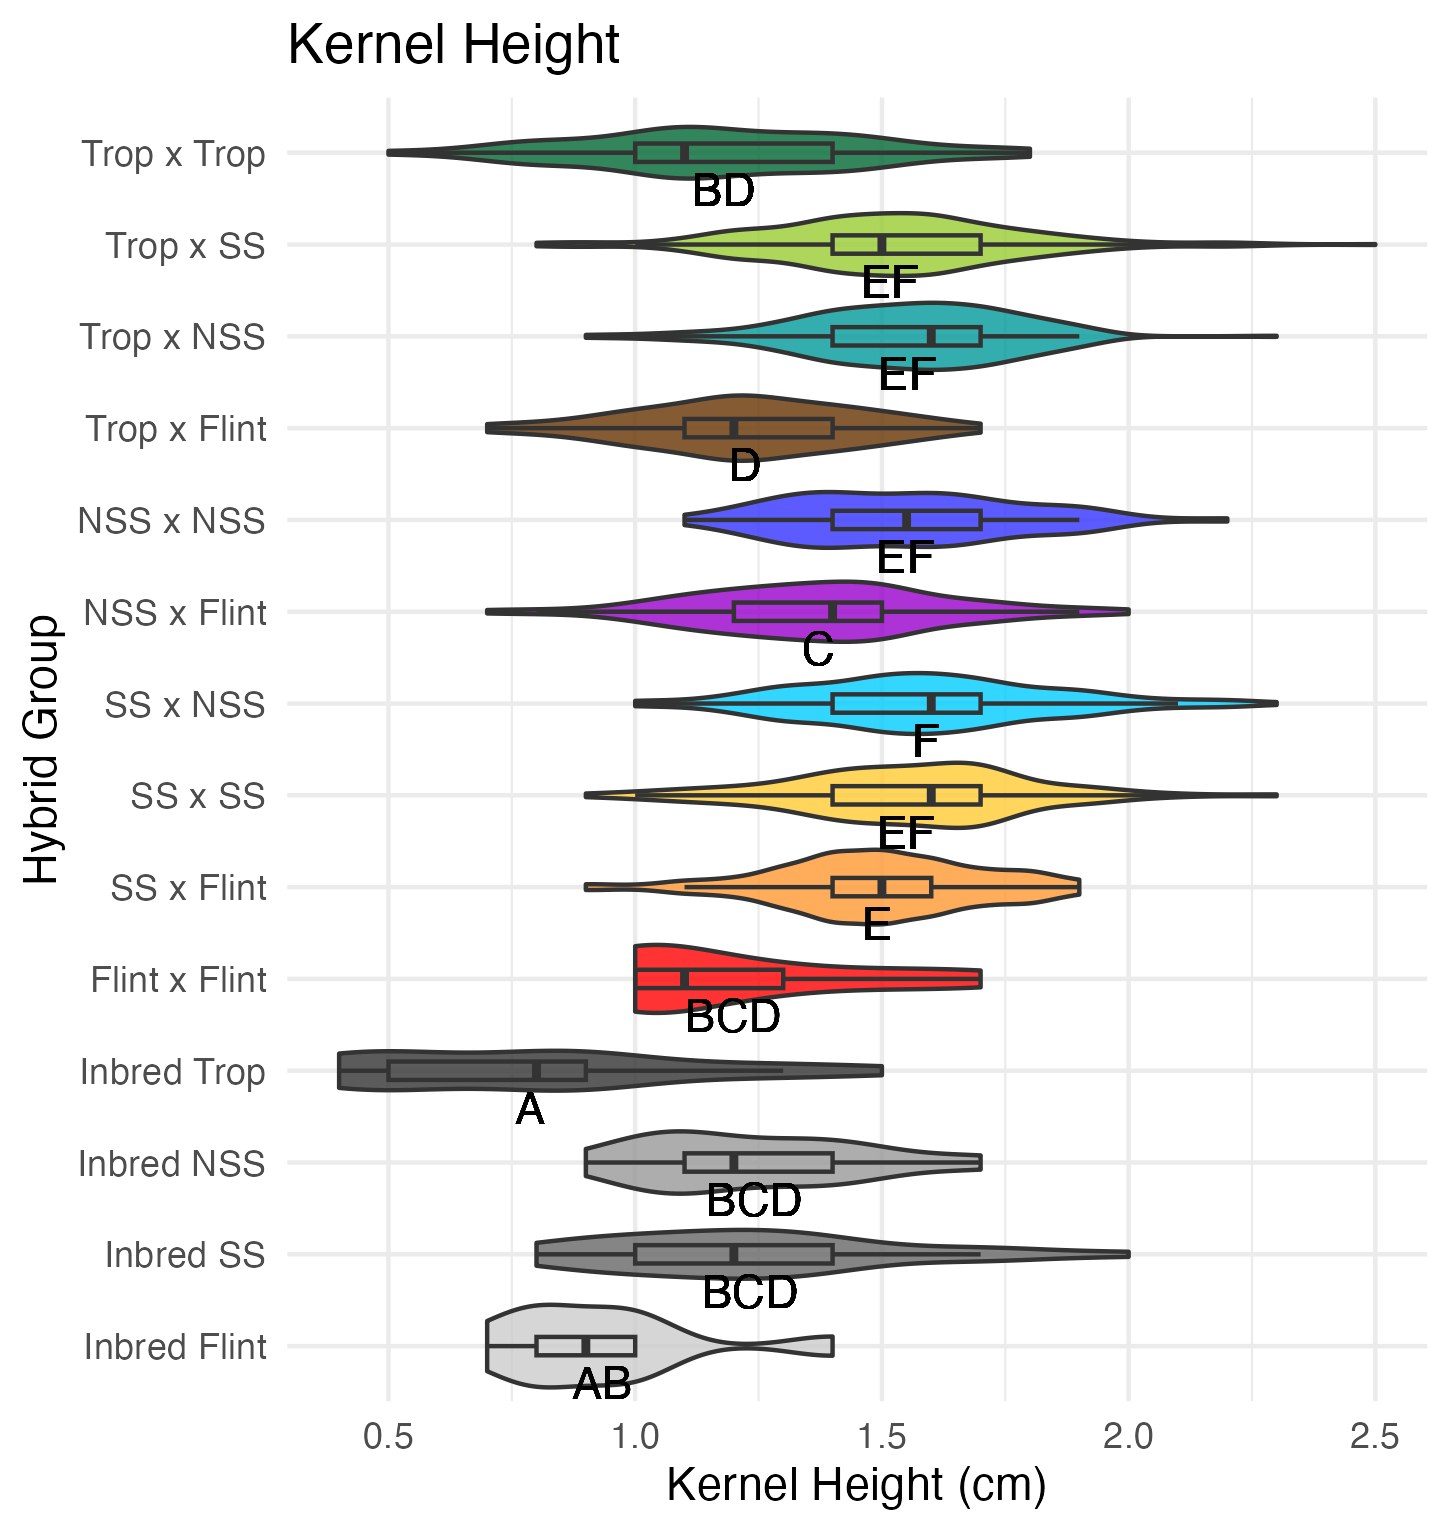 Kernel Height
Trop x Trop
BD
Trop x SS
EF
Trop x NSS
EF
Trop x Flint
D
NSS x NSS
EF
NSS x Flint
C
SS x NSS
F
SS x SS
EF
SS x Flint
E
Flint x Flint
BCD
Inbred Trop
A
Inbred NSS
BCD
Inbred SS
BCD
Inbred Flint
AB
Hybrid Group
0.5 1.0 1.5 2.0 2.5
Kernel Height (cm)